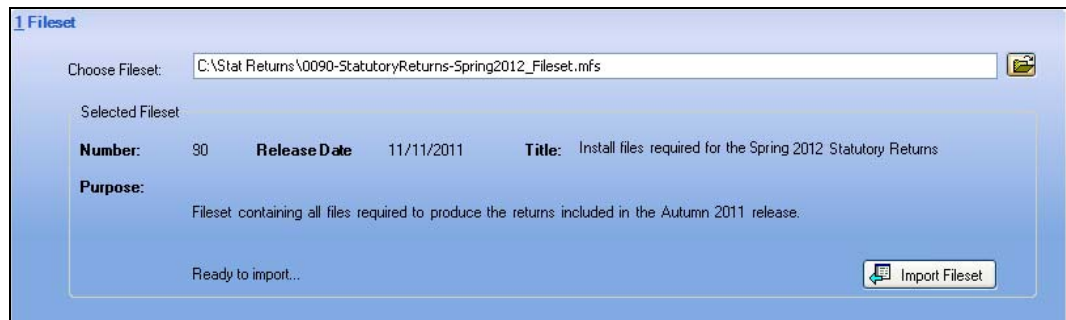 1 Fileset
Choose Fileset: C:\Stat Returns\0090-StatutoryReturns-Spring2012_Fileset.mfs
Selected Fileset
Number: 90 Release Date 11/11/2011 Title: Install files required for the Spring 2012 Statutory Returns
Purpose:
Fileset containing all files required to produce the returns included in the Autumn 2011 release.
Ready to import... Import Fileset